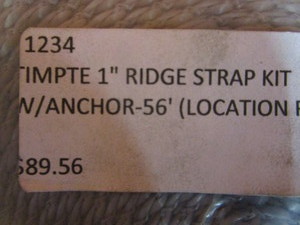 1234
TIMPTE 1" RIDGE STRAP KIT
W/ANCHOR-56' (LOCATION
$89.56